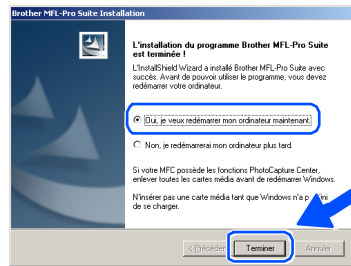 Brother MFL-Pro Suite Installation
L'installation du programme Brother MFL-Pro Suite
est terminée !
L'InstallShield Wizard a installé Brother MFL-Pro Suite avec
succès. Avant de pouvoir utiliser le programme, vous devez
redémarrer votre ordinateur.
Oui, je veux redémarrer mon ordinateur maintenant.
Non, je redémarrerai mon ordinateur plus tard.
Si votre MFC possède les fonctions PhotoCapture Center,
enlever toutes les cartes média avant de redémarrer Windows.
N'insérer pas une carte média tant que Windows n'a
de se charger.
< Précédent Terminer Annuler